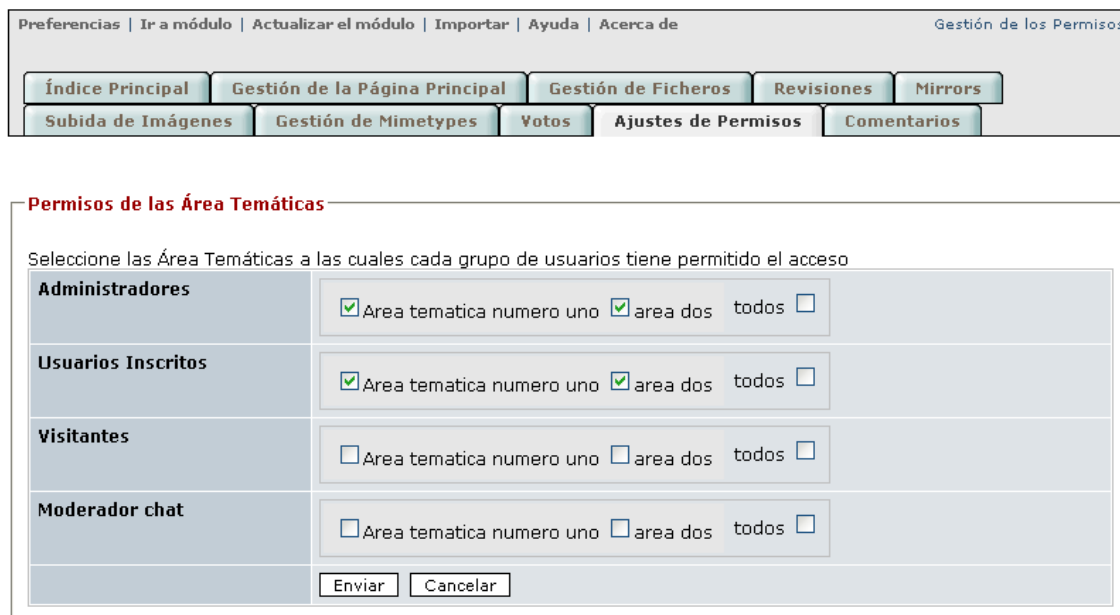 Preferencias | Ir a módulo | Actualizar el módulo | Importar | Ayuda | Acerca de Gestión de los Permisos
Índice Principal Gestión de la Página Principal Gestión de Ficheros Revisiones Mirrors
Subida de Imágenes Gestión de Mimetypes Votos Ajustes de Permisos Comentarios
Permisos de las Área Temáticas
Seleccione las Área Temáticas a las cuales cada grupo de usuarios tiene permitido el acceso
Administradores Area tematica numero uno area dos todos
Usuarios Inscritos Area tematica numero uno area dos todos
Visitantes Area tematica numero uno area dos todos
Moderador chat Area tematica numero uno area dos todos
Enviar Cancelar